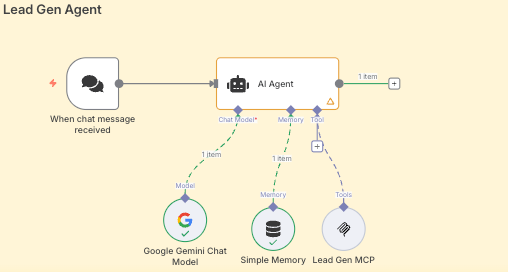 Lead Gen Agent
When chat message
received
AI Agent
1 item
Chat Model*
Memory
Tool
1 item
1 item
Model
Memory
Tools
Google Gemini Chat
Model
Simple Memory
Lead Gen MCP